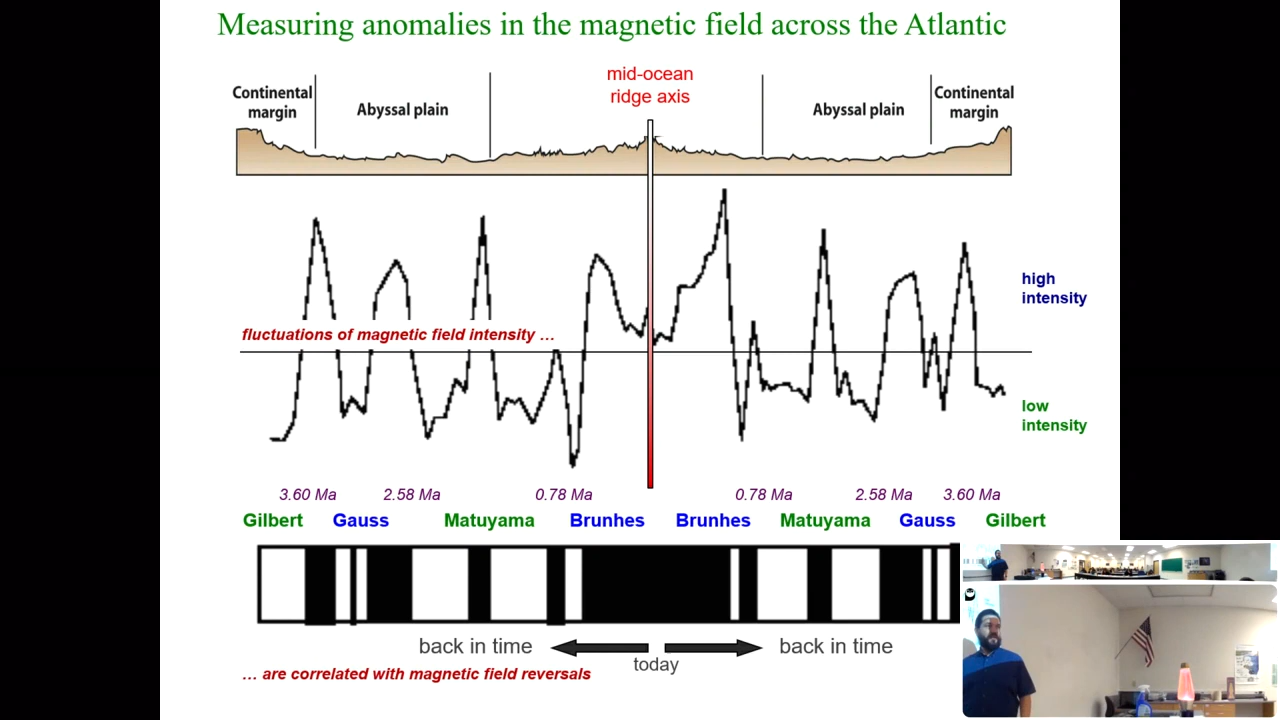 Measuring anomalies in the magnetic field across the Atlantic
mid-ocean
ridge axis
Continental
margin
Abyssal plain
Abyssal plain
Continental
margin
high
intensity
fluctuations of magnetic field intensity …
low
intensity
3.60 Ma 2.58 Ma 0.78 Ma 0.78 Ma 2.58 Ma 3.60 Ma
Gilbert Gauss Matuyama Brunhes Brunhes Matuyama Gauss Gilbert
back in time back in time
today
… are correlated with magnetic field reversals